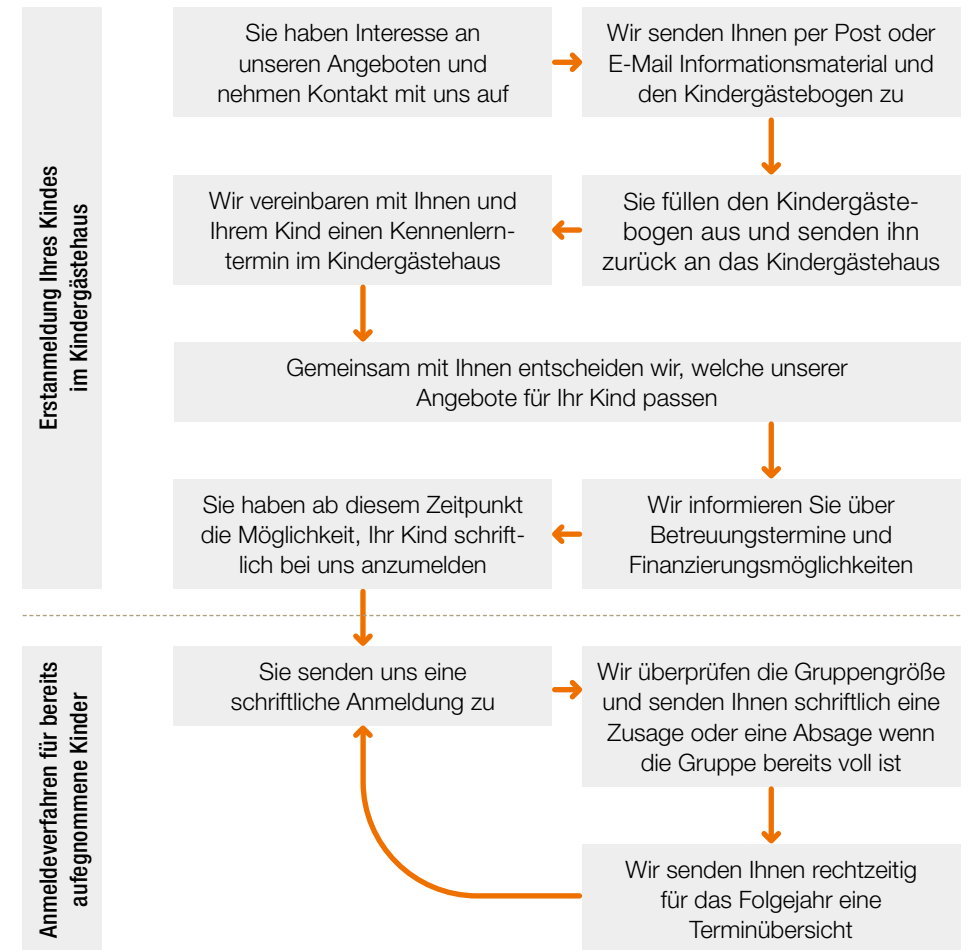 Erstanmeldung Ihres Kindes
im Kindergästehaus
Sie haben Interesse an
unseren Angeboten und
nehmen Kontakt mit uns auf
Wir senden Ihnen per Post oder
E-Mail Informationsmaterial und
den Kindergästebogen zu
Sie füllen den Kindergäste-
bogen aus und senden ihn
zurück an das Kindergästehaus
Wir vereinbaren mit Ihnen und
Ihrem Kind einen Kennenlern-
termin im Kindergästehaus
Gemeinsam mit Ihnen entscheiden wir, welche unserer
Angebote für Ihr Kind passen
Wir informieren Sie über
Betreuungstermine und
Finanzierungsmöglichkeiten
Sie haben ab diesem Zeitpunkt
die Möglichkeit, Ihr Kind schrift-
lich bei uns anzumelden
Anmeldeverfahren für bereits
aufegnommene Kinder
Sie senden uns eine
schriftliche Anmeldung zu
Wir überprüfen die Gruppengröße
und senden Ihnen schriftlich eine
Zusage oder eine Absage wenn
die Gruppe bereits voll ist
Wir senden Ihnen rechtzeitig
für das Folgejahr eine
Terminübersicht